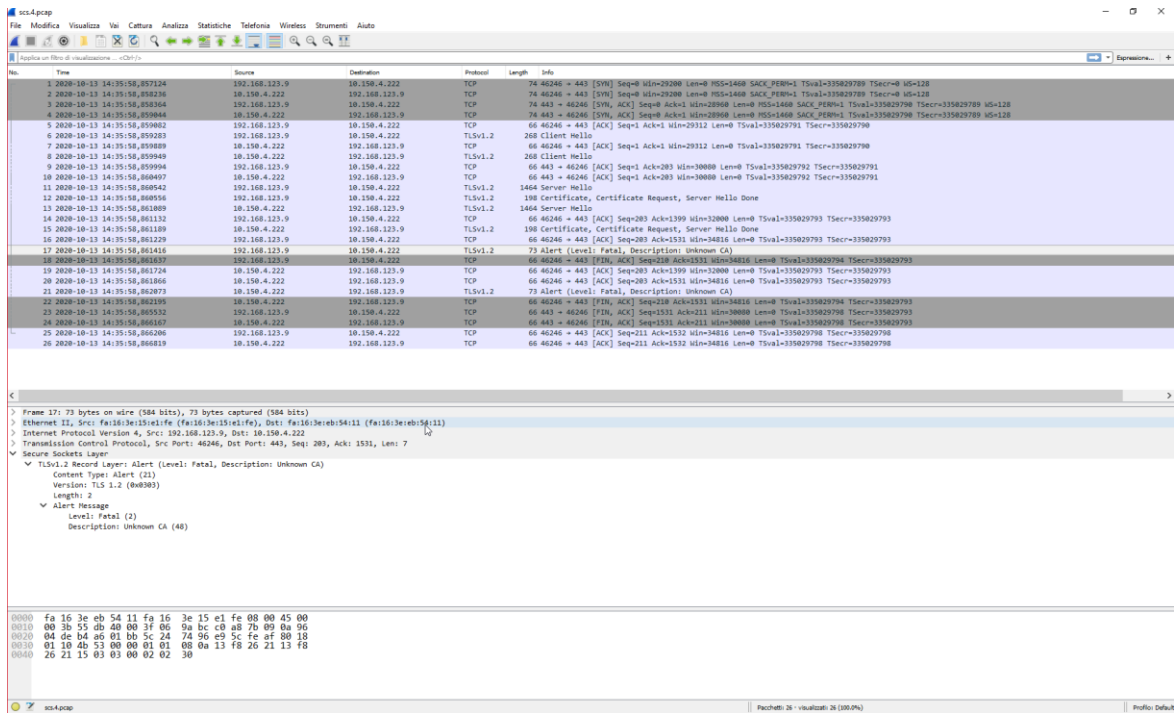 scs.4.pcap
File Modifica Visualizza Vai Cattura Analizza Statistiche Telefonia Wireless Strumenti Aiuto
Applica un filtro di visualizzazione ... <Ctrl-/> Espressione... +
No. Time Source Destination Protocol Length Info
1 2020-10-13 14:35:58,857124 192.168.123.9 10.150.4.222 TCP 74 46246 → 443 [SYN] Seq=0 Win=29200 Len=0 MSS=1460 SACK_PERM=1 TSval=335029789 TSecr=0 WS=128
2 2020-10-13 14:35:58,858236 192.168.123.9 10.150.4.222 TCP 74 46246 → 443 [SYN] Seq=0 Win=29200 Len=0 MSS=1460 SACK_PERM=1 TSval=335029789 TSecr=0 WS=128
3 2020-10-13 14:35:58,858364 10.150.4.222 192.168.123.9 TCP 74 443 → 46246 [SYN, ACK] Seq=0 Ack=1 Win=28960 Len=0 MSS=1460 SACK_PERM=1 TSval=335029790 TSecr=335029789 WS=128
4 2020-10-13 14:35:58,859044 10.150.4.222 192.168.123.9 TCP 74 443 → 46246 [SYN, ACK] Seq=0 Ack=1 Win=28960 Len=0 MSS=1460 SACK_PERM=1 TSval=335029790 TSecr=335029789 WS=128
5 2020-10-13 14:35:58,859082 192.168.123.9 10.150.4.222 TCP 66 46246 → 443 [ACK] Seq=1 Ack=1 Win=29312 Len=0 TSval=335029791 TSecr=335029790
6 2020-10-13 14:35:58,859283 192.168.123.9 10.150.4.222 TLSv1.2 268 Client Hello
7 2020-10-13 14:35:58,859889 192.168.123.9 10.150.4.222 TCP 66 46246 → 443 [ACK] Seq=1 Ack=1 Win=29312 Len=0 TSval=335029791 TSecr=335029790
8 2020-10-13 14:35:58,859949 192.168.123.9 10.150.4.222 TLSv1.2 268 Client Hello
9 2020-10-13 14:35:58,859994 10.150.4.222 192.168.123.9 TCP 66 443 → 46246 [ACK] Seq=1 Ack=203 Win=30080 Len=0 TSval=335029792 TSecr=335029791
10 2020-10-13 14:35:58,860497 10.150.4.222 192.168.123.9 TCP 66 443 → 46246 [ACK] Seq=1 Ack=203 Win=30080 Len=0 TSval=335029792 TSecr=335029791
11 2020-10-13 14:35:58,860542 10.150.4.222 192.168.123.9 TLSv1.2 1464 Server Hello
12 2020-10-13 14:35:58,860556 10.150.4.222 192.168.123.9 TLSv1.2 198 Certificate, Certificate Request, Server Hello Done
13 2020-10-13 14:35:58,861089 10.150.4.222 192.168.123.9 TLSv1.2 1464 Server Hello
14 2020-10-13 14:35:58,861132 192.168.123.9 10.150.4.222 TCP 66 46246 → 443 [ACK] Seq=203 Ack=1399 Win=32000 Len=0 TSval=335029793 TSecr=335029793
15 2020-10-13 14:35:58,861189 10.150.4.222 192.168.123.9 TLSv1.2 198 Certificate, Certificate Request, Server Hello Done
16 2020-10-13 14:35:58,861229 192.168.123.9 10.150.4.222 TCP 66 46246 → 443 [ACK] Seq=203 Ack=1531 Win=34816 Len=0 TSval=335029793 TSecr=335029793
17 2020-10-13 14:35:58,861416 192.168.123.9 10.150.4.222 TLSv1.2 73 Alert (Level: Fatal, Description: Unknown CA)
18 2020-10-13 14:35:58,861637 192.168.123.9 10.150.4.222 TCP 66 46246 → 443 [FIN, ACK] Seq=210 Ack=1531 Win=34816 Len=0 TSval=335029794 TSecr=335029793
19 2020-10-13 14:35:58,861724 192.168.123.9 10.150.4.222 TCP 66 46246 → 443 [ACK] Seq=203 Ack=1399 Win=32000 Len=0 TSval=335029793 TSecr=335029793
20 2020-10-13 14:35:58,861866 192.168.123.9 10.150.4.222 TCP 66 46246 → 443 [ACK] Seq=203 Ack=1531 Win=34816 Len=0 TSval=335029793 TSecr=335029793
21 2020-10-13 14:35:58,862073 192.168.123.9 10.150.4.222 TLSv1.2 73 Alert (Level: Fatal, Description: Unknown CA)
22 2020-10-13 14:35:58,862195 192.168.123.9 10.150.4.222 TCP 66 46246 → 443 [FIN, ACK] Seq=210 Ack=1531 Win=34816 Len=0 TSval=335029794 TSecr=335029793
23 2020-10-13 14:35:58,865532 10.150.4.222 192.168.123.9 TCP 66 443 → 46246 [FIN, ACK] Seq=1531 Ack=211 Win=30080 Len=0 TSval=335029798 TSecr=335029793
24 2020-10-13 14:35:58,866167 10.150.4.222 192.168.123.9 TCP 66 443 → 46246 [FIN, ACK] Seq=1531 Ack=211 Win=30080 Len=0 TSval=335029798 TSecr=335029793
25 2020-10-13 14:35:58,866206 192.168.123.9 10.150.4.222 TCP 66 46246 → 443 [ACK] Seq=211 Ack=1532 Win=34816 Len=0 TSval=335029798 TSecr=335029798
26 2020-10-13 14:35:58,866819 192.168.123.9 10.150.4.222 TCP 66 46246 → 443 [ACK] Seq=211 Ack=1532 Win=34816 Len=0 TSval=335029798 TSecr=335029798
Frame 17: 73 bytes on wire (584 bits), 73 bytes captured (584 bits)
Ethernet II, Src: fa:16:3e:15:e1:fe (fa:16:3e:15:e1:fe), Dst: fa:16:3e:eb:54:11 (fa:16:3e:eb:54:11)
Internet Protocol Version 4, Src: 192.168.123.9, Dst: 10.150.4.222
Transmission Control Protocol, Src Port: 46246, Dst Port: 443, Seq: 203, Ack: 1531, Len: 7
Secure Sockets Layer
TLSv1.2 Record Layer: Alert (Level: Fatal, Description: Unknown CA)
Content Type: Alert (21)
Version: TLS 1.2 (0x0303)
Length: 2
Alert Message
Level: Fatal (2)
Description: Unknown CA (48)
0000 fa 16 3e eb 54 11 fa 16 3e 15 e1 fe 08 00 45 00
0010 00 3b 55 db 40 00 3f 06 9a bc c0 a8 7b 09 0a 96
0020 04 de b4 a6 01 bb 5c 24 74 96 e9 5c fe af 80 18
0030 01 10 4b 53 00 00 01 01 08 0a 13 f8 26 21 13 f8
0040 26 21 15 03 03 00 02 02 30
scs.4.pcap Pacchetti: 26 · visualizzati: 26 (100.0%) Profilo: Default